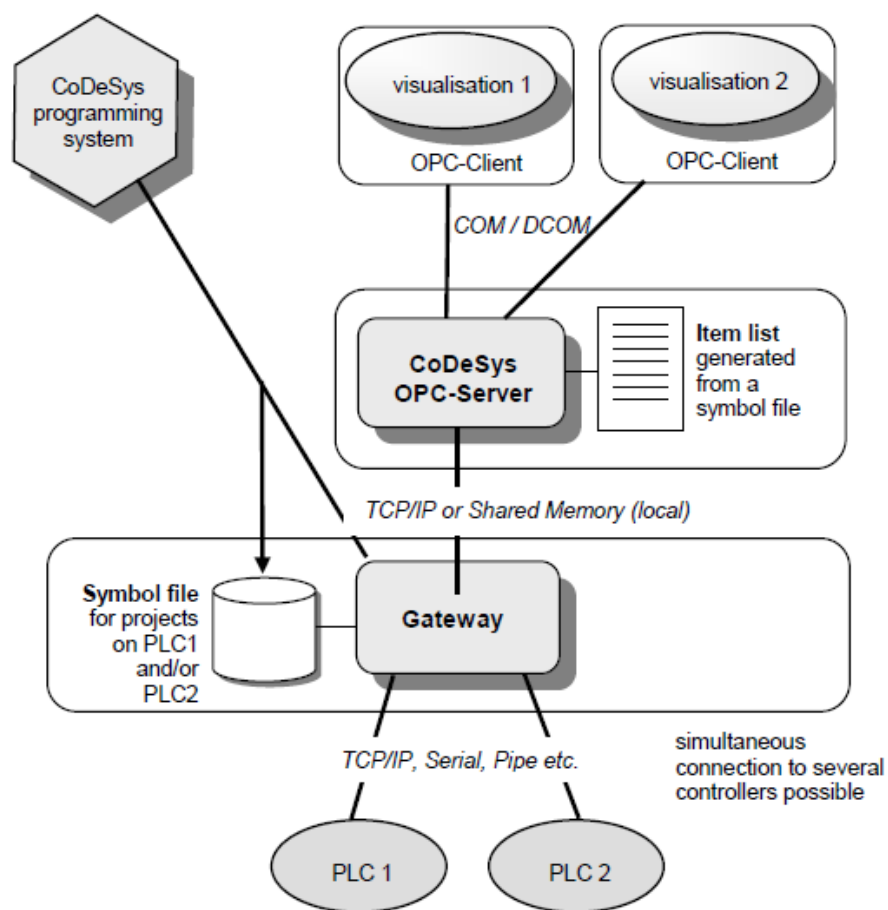 CoDeSys
programming
system
visualisation 1
OPC-Client
visualisation 2
OPC-Client
COM / DCOM
CoDeSys
OPC-Server
Item list
generated
from a
symbol file
TCP/IP or Shared Memory (local)
Symbol file
for projects
on PLC1
and/or
PLC2
Gateway
TCP/IP, Serial, Pipe etc.
simultaneous
connection to several
controllers possible
PLC 1
PLC 2